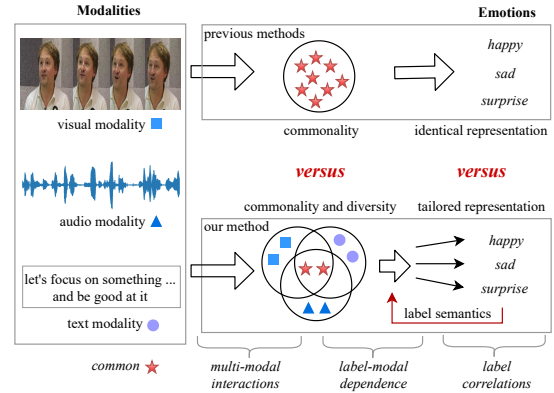 Modalities
Emotions
previous methods
happy
sad
surprise
visual modality
commonality
identical representation
versus
versus
audio modality
commonality and diversity
tailored representation
our method
happy
sad
surprise
let's focus on something ...
and be good at it
label semantics
text modality
common
multi-modal
interactions
label-modal
dependence
label
correlations